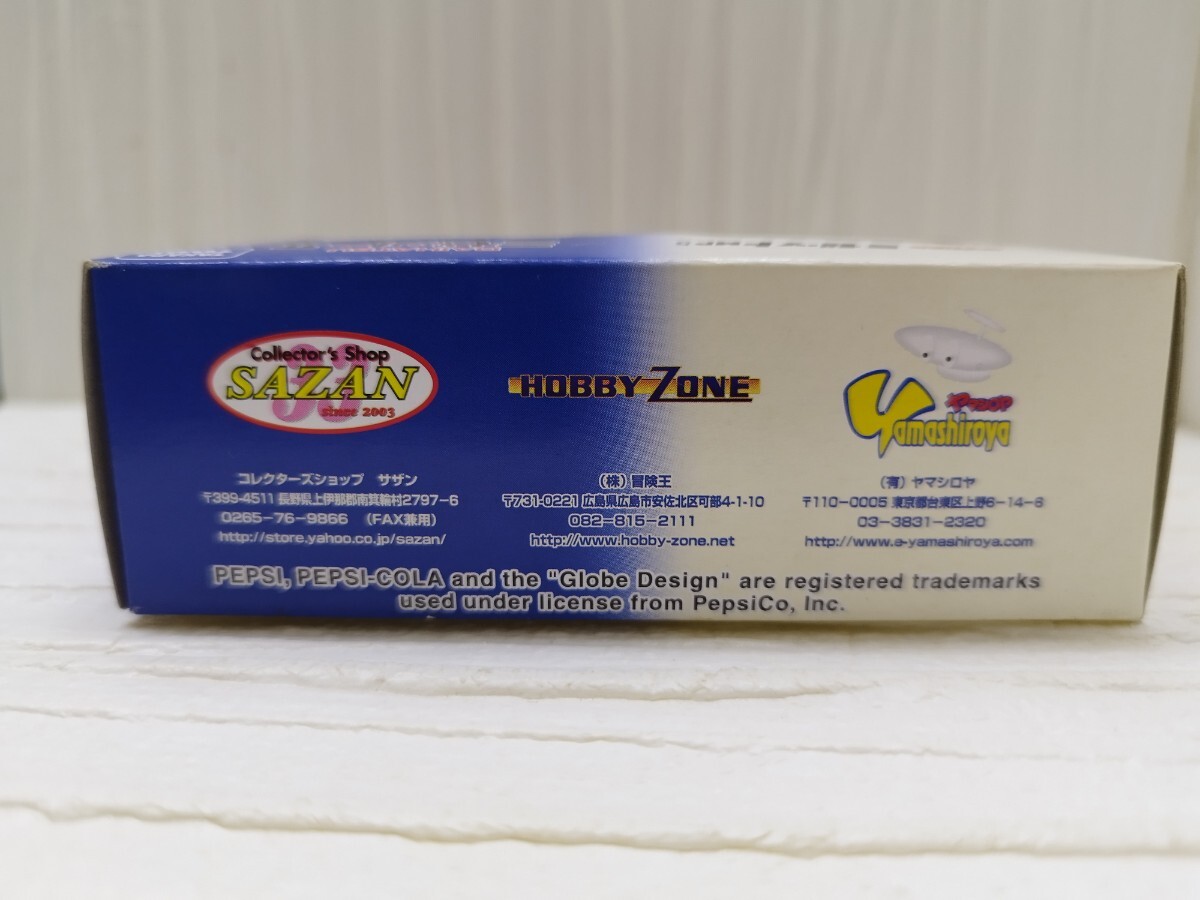 Collector's Shop
SAZAN
33
since 2003
コレクターズショップ サザン
〒399-4511 長野県上伊那郡南箕輪村2797-6
0265-76-9866 (FAX兼用)
http://store.yahoo.co.jp/sazan/
HOBBY ZONE
(株)冒険王
〒731-0221 広島県広島市安佐北区可部4-1-10
082-815-2111
http://www.hobby-zone.net
ヤマシロヤ
Yamashiroya
(有)ヤマシロヤ
〒110-0005 東京都台東区上野6-14-6
03-3831-2320
http://www.e-yamashiroya.com
PEPSI, PEPSI-COLA and the "Globe Design" are registered trademarks
used under license from PepsiCo, Inc.